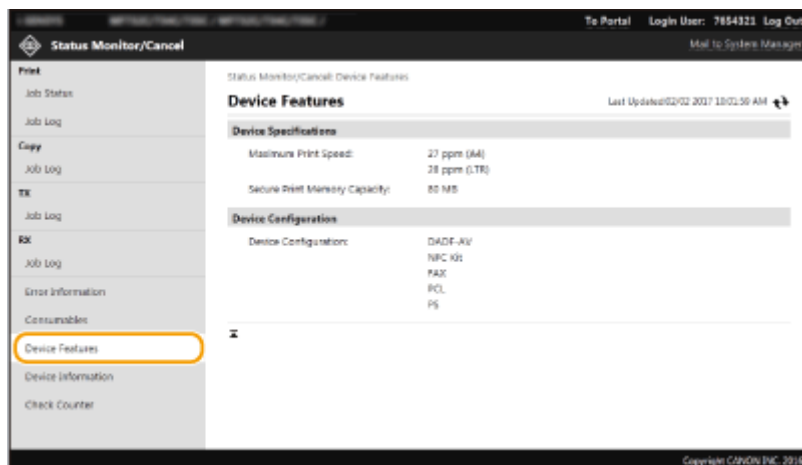 To Portal Login User: 7654321 Log Out
Status Monitor/Cancel
Mail to System Manager
Print
Job Status
Job Log
Copy
Job Log
TX
Job Log
RX
Job Log
Error Information
Consumables
Device Features
Device Information
Check Counter
Status Monitor/Cancel: Device Features
Device Features
Last Updated:02/02 2017 10:01:59 AM
Device Specifications
Maximum Print Speed: 27 ppm (A4)
28 ppm (LTR)
Secure Print Memory Capacity: 80 MB
Device Configuration
Device Configuration: DADF-AV
NFC Kit
FAX
PCL
PS
Copyright CANON INC. 2016